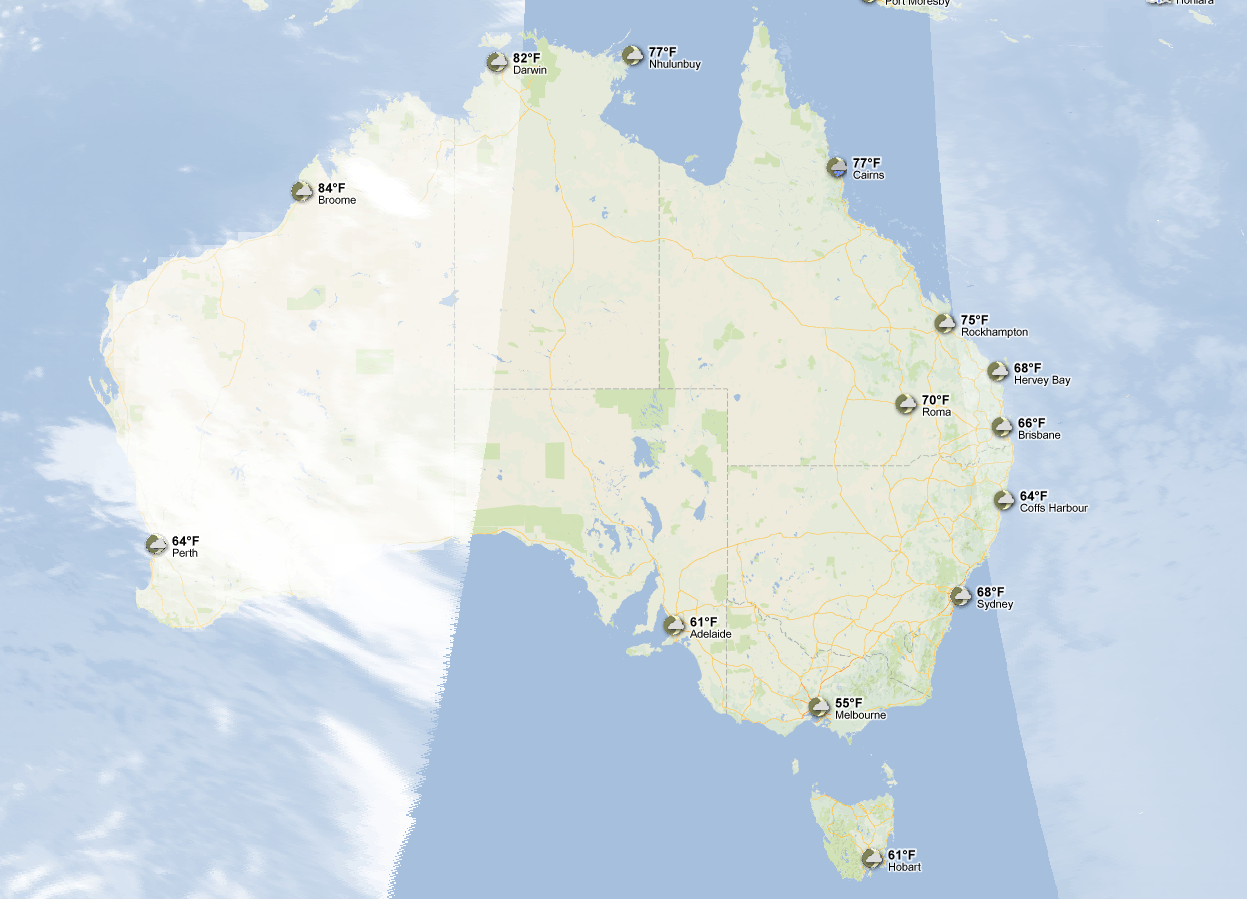 Port Moresby
Honiara
82°F
Darwin
77°F
Nhulunbuy
77°F
Cairns
84°F
Broome
75°F
Rockhampton
68°F
Hervey Bay
70°F
Roma
66°F
Brisbane
64°F
Coffs Harbour
64°F
Perth
68°F
Sydney
61°F
Adelaide
55°F
Melbourne
61°F
Hobart